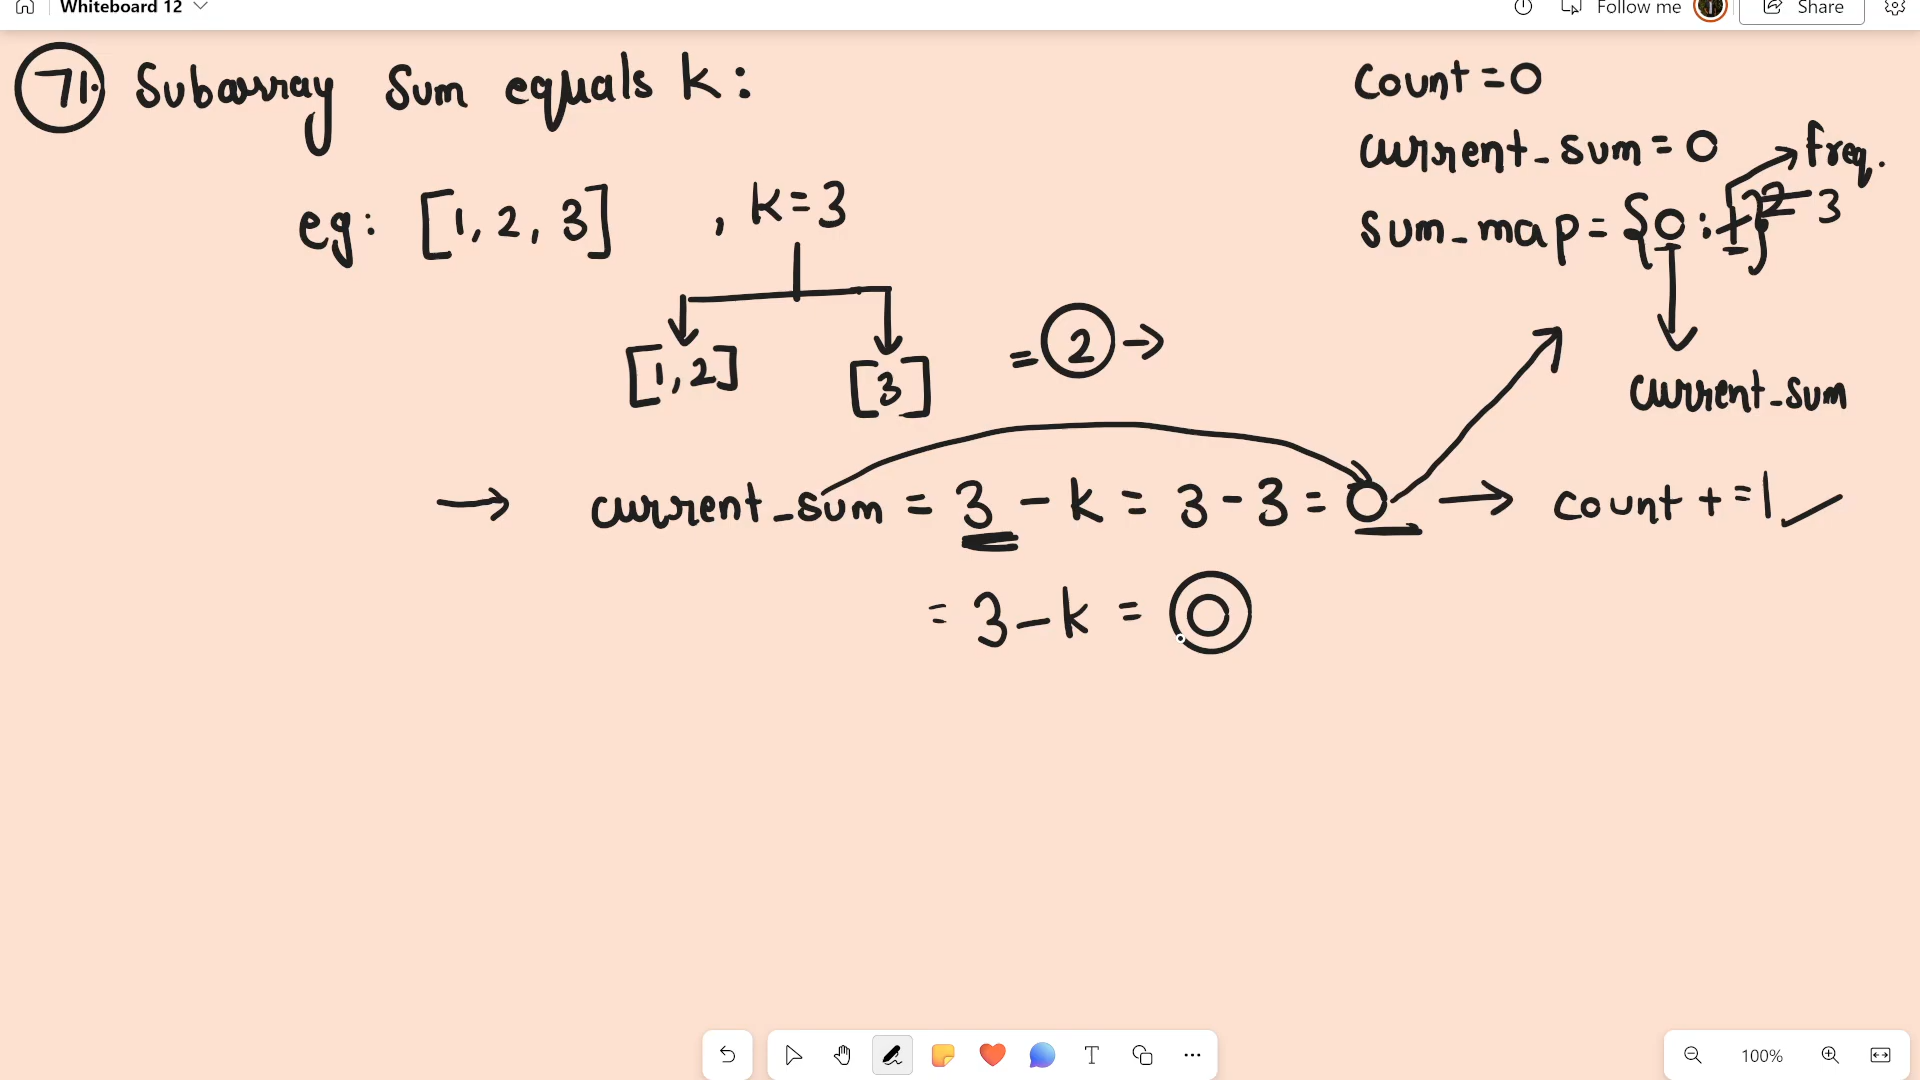 Whiteboard 12
Follow me
Share
71. Subarray Sum equals k:
count = 0
current_sum = 0
freq.
sum_map = {0:1} 2 3
eg: [1, 2, 3] , k = 3
[1, 2] [3] = 2 →
current_sum
→ current_sum = 3 - k = 3 - 3 = 0 → count + = 1
= 3 - k = 0
T
100%